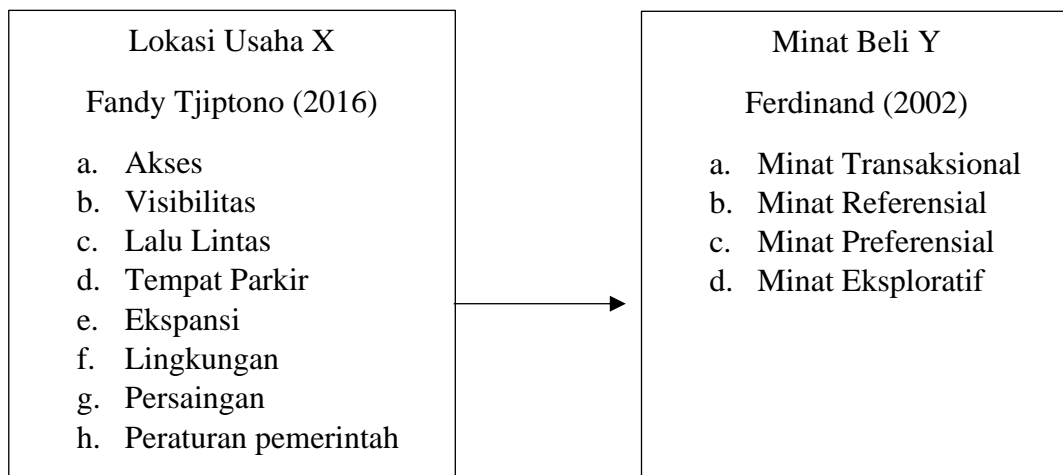 Lokasi Usaha X
Fandy Tjiptono (2016)
a. Akses
b. Visibilitas
c. Lalu Lintas
d. Tempat Parkir
e. Ekspansi
f. Lingkungan
g. Persaingan
h. Peraturan pemerintah
Minat Beli Y
Ferdinand (2002)
a. Minat Transaksional
b. Minat Referensial
c. Minat Preferensial
d. Minat Eksploratif